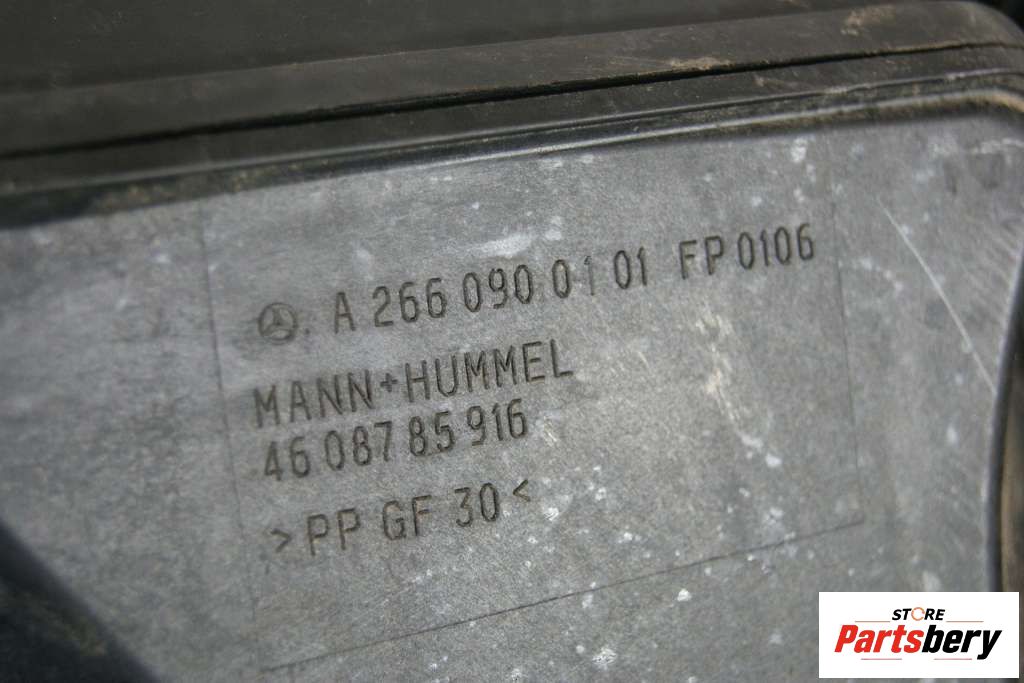 A 266 090 01 01 FP 0106
MANN+HUMMEL
46 087 85 916
>PP GF 30<
STORE
Partsbery